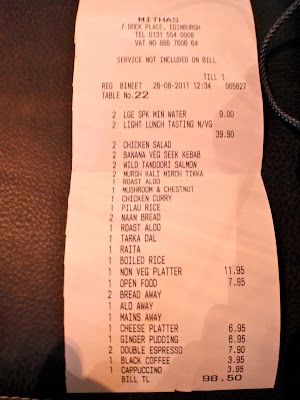 MITHAS
7 DOCK PLACE, EDINBURGH
TEL 0131 554 0008
VAT NO 886 7606 64
SERVICE NOT INCLUDED ON BILL
TILL 1
REG BINEET 26-08-2011 12:34 005827
TABLE No.22
2 LGE SPK MIN WATER 9.00
2 LIGHT LUNCH TASTING N/VG
39.90
2 CHICKEN SALAD
2 BANANA VEG SEEK KEBAB
2 WILD TANDOORI SALMON
2 MURGH KALI MIRCH TIKKA
1 ROAST ALOO
1 MUSHROOM & CHESTNUT
1 CHICKEN CURRY
1 PILAU RICE
2 NAAN BREAD
1 ROAST ALOO
1 TARKA DAL
1 RAITA
1 BOILED RICE
1 NON VEG PLATTER 11.95
1 OPEN FOOD 7.95
2 BREAD AWAY
1 ALO AWAY
1 MAINS AWAY
1 CHEESE PLATTER 6.95
1 GINGER PUDDING 6.95
2 DOUBLE ESPRESSO 7.90
1 BLACK COFFEE 3.95
1 CAPPUCCINO 3.95
BILL TL 98.50